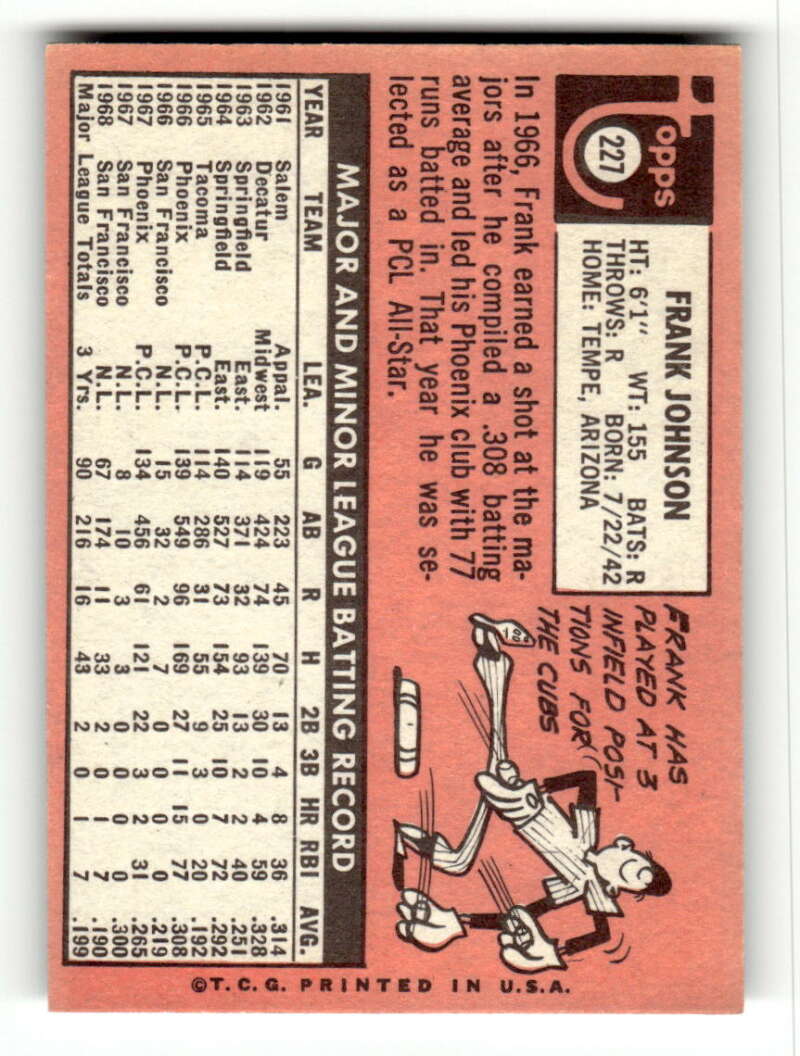 Topps
227
FRANK JOHNSON
HT: 6'1" WT: 155 BATS: R
THROWS: R BORN: 7/22/42
HOME: TEMPE, ARIZONA
In 1966, Frank earned a shot at the ma-
jors after he compiled a .308 batting
average and led his Phoenix club with 77
runs batted in. That year he was se-
lected as a PCL All-Star.
FRANK HAS
PLAYED AT 3
INFIELD POSI-
TIONS FOR
THE CUBS
MAJOR AND MINOR LEAGUE BATTING RECORD
YEAR TEAM LEA. G AB R H 2B 3B HR RBI AVG.
1961 Salem Appal. 55 223 45 70 13 4 8 36 .314
1962 Decatur Midwest 119 424 74 139 30 10 4 59 .328
1963 Springfield East. 114 371 32 93 13 2 2 40 .251
1964 Springfield East. 140 527 73 154 25 10 7 72 .292
1965 Tacoma P.C.L. 114 286 31 55 9 3 0 20 .192
1966 Phoenix P.C.L. 139 549 96 169 27 11 15 77 .308
1966 San Francisco N.L. 15 32 2 7 0 0 0 0 .219
1967 Phoenix P.C.L. 134 456 61 121 22 3 2 31 .265
1967 San Francisco N.L. 8 10 3 3 0 0 0 0 .300
1968 San Francisco N.L. 67 174 11 33 2 0 1 7 .190
Major League Totals 3 Yrs. 90 216 16 43 2 0 1 7 .199
©T.C.G. PRINTED IN U.S.A.